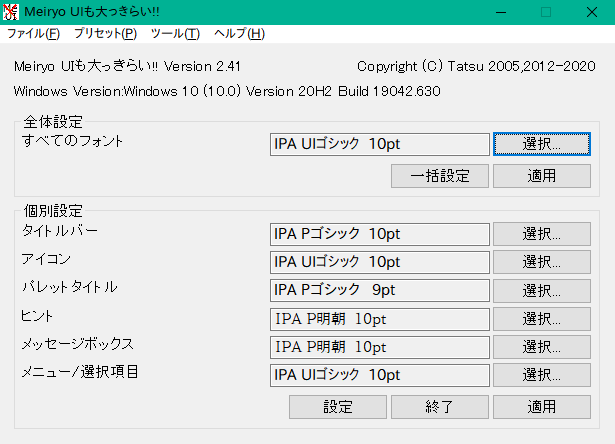 Meiryo UIも大っきらい!!
ファイル(F) プリセット(P) ツール(T) ヘルプ(H)
Meiryo UIも大っきらい!! Version 2.41 Copyright (C) Tatsu 2005,2012-2020
Windows Version:Windows 10 (10.0) Version 20H2 Build 19042.630
全体設定
すべてのフォント IPA UIゴシック 10pt 選択...
一括設定 適用
個別設定
タイトルバー IPA Pゴシック 10pt 選択...
アイコン IPA UIゴシック 10pt 選択...
パレットタイトル IPA Pゴシック 9pt 選択...
ヒント IPA P明朝 10pt 選択...
メッセージボックス IPA P明朝 10pt 選択...
メニュー/選択項目 IPA UIゴシック 10pt 選択...
設定 終了 適用